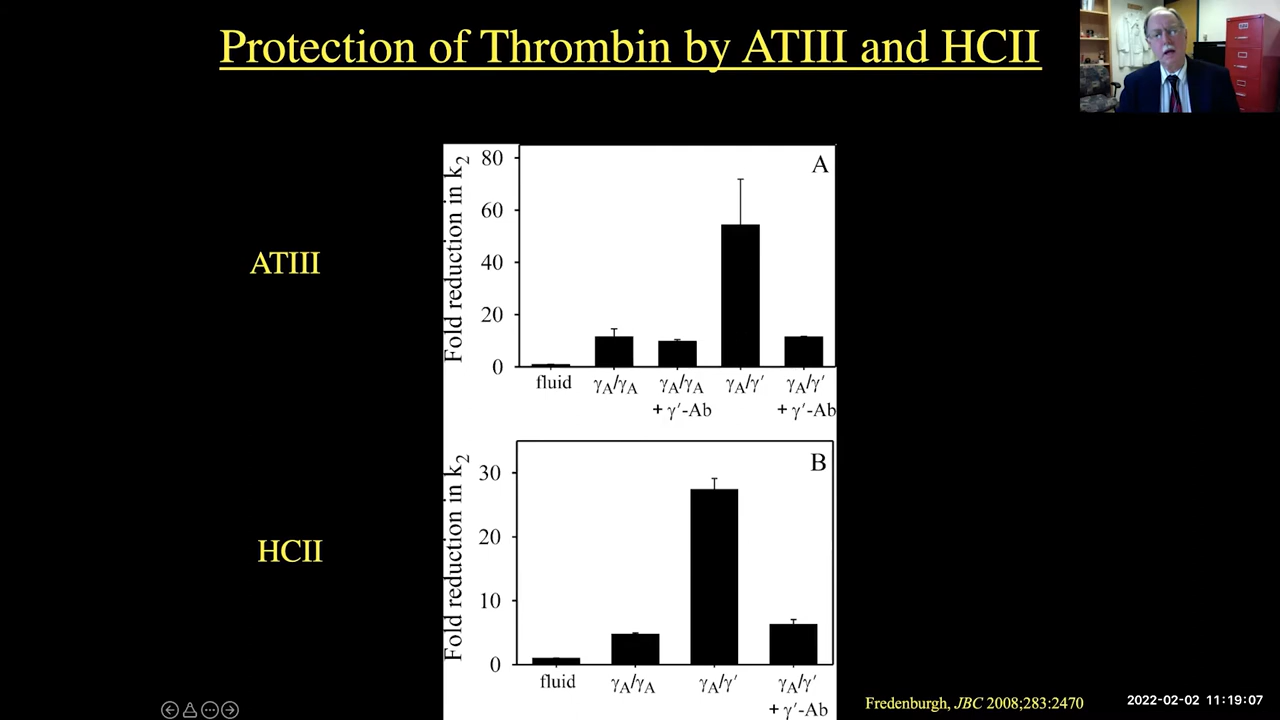 Protection of Thrombin by ATIII and HCII
ATIII
Fold reduction in k₂
80
60
40
20
0
A
fluid
γA/γA
γA/γA
+ γ′-Ab
γA/γ′
γA/γ′
+ γ′-Ab
HCII
Fold reduction in k₂
30
20
10
0
B
fluid
γA/γA
γA/γ′
γA/γ′
+ γ′-Ab
Fredenburgh, JBC 2008;283:2470
2022-02-02 11:19:07